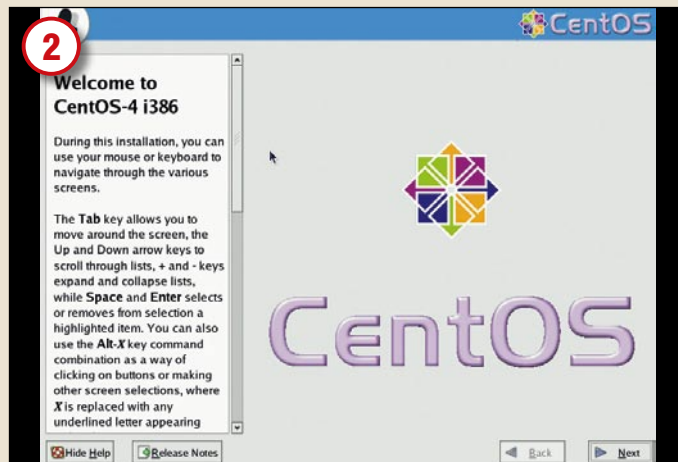 2
CentOS
Welcome to
CentOS-4 i386
During this installation, you can
use your mouse or keyboard to
navigate through the various
screens.
The Tab key allows you to
move around the screen, the
Up and Down arrow keys to
scroll through lists, + and - keys
expand and collapse lists,
while Space and Enter selects
or removes from selection a
highlighted item. You can also
use the Alt-X key command
combination as a way of
clicking on buttons or making
other screen selections, where
X is replaced with any
underlined letter appearing
CentOS
Hide Help
Release Notes
Back
Next